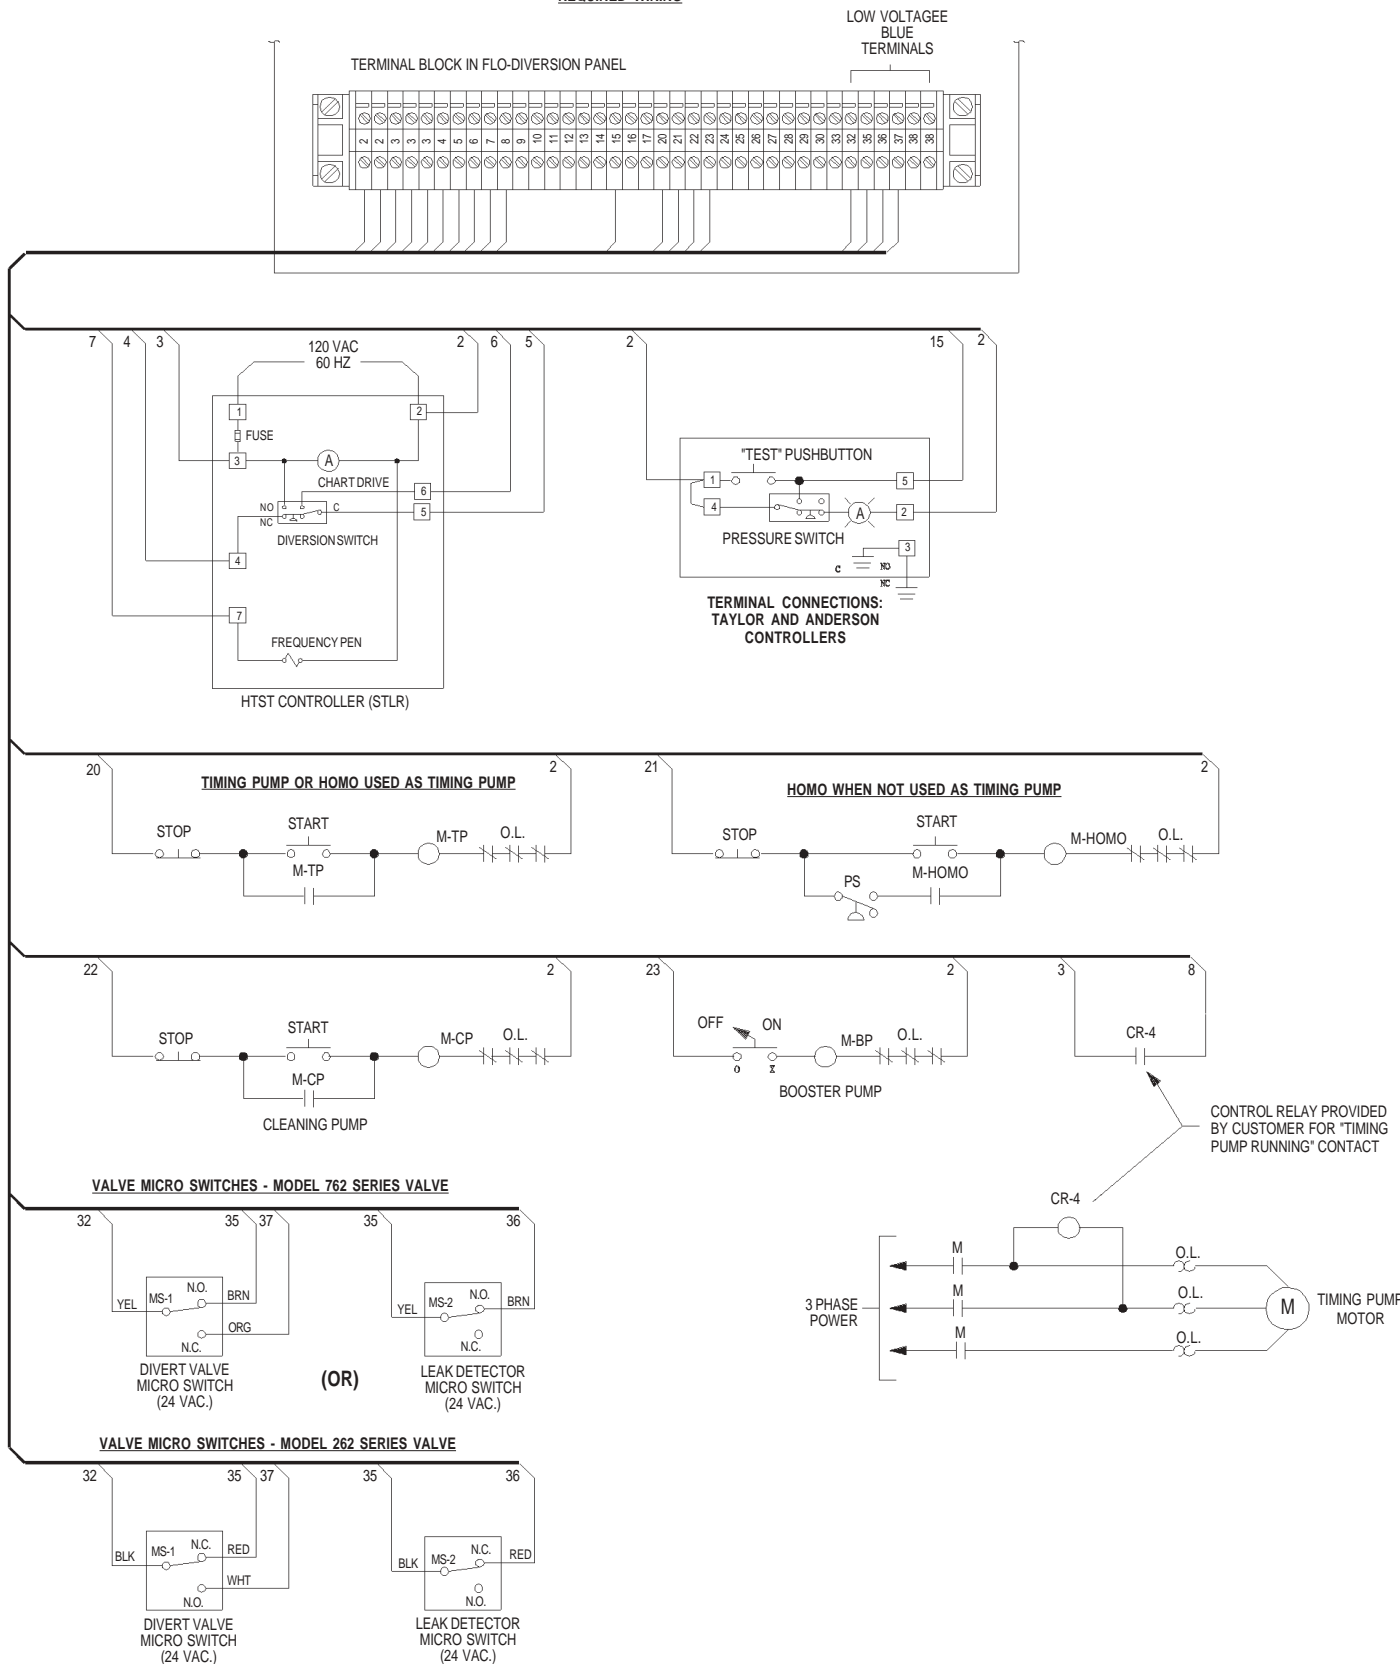 REQUIRED WIRING
LOW VOLTAGEE
BLUE
TERMINALS
TERMINAL BLOCK IN FLO-DIVERSION PANEL
2 2 3 3 3 4 5 6 7 8 9 10 11 12 13 14 15 16 17 20 21 22 23 24 25 26 27 28 29 30 33 32 35 36 37 38 38
7 4 3 2 6 5 2 15 2
120 VAC
60 HZ
1 2
FUSE
3 A
CHART DRIVE
6
NO C 5
NC
DIVERSION SWITCH
4
7
FREQUENCY PEN
HTST CONTROLLER (STLR)
"TEST" PUSHBUTTON
1 5
4 A 2
PRESSURE SWITCH
3
C NO
NC
TERMINAL CONNECTIONS:
TAYLOR AND ANDERSON
CONTROLLERS
20 2
TIMING PUMP OR HOMO USED AS TIMING PUMP
STOP START M-TP O.L.
M-TP
21 2
HOMO WHEN NOT USED AS TIMING PUMP
STOP START M-HOMO O.L.
PS M-HOMO
22 2
STOP START M-CP O.L.
M-CP
CLEANING PUMP
23 2
OFF ON M-BP O.L.
O X
BOOSTER PUMP
3 8
CR-4
CONTROL RELAY PROVIDED
BY CUSTOMER FOR "TIMING
PUMP RUNNING" CONTACT
CR-4
M O.L.
3 PHASE
POWER
M O.L.
M
TIMING PUMP
MOTOR
M O.L.
VALVE MICRO SWITCHES - MODEL 762 SERIES VALVE
32 35 37 35 36
YEL MS-1 N.O. BRN
ORG
N.C.
DIVERT VALVE
MICRO SWITCH
(24 VAC.)
(OR)
YEL MS-2 N.O. BRN
N.C.
LEAK DETECTOR
MICRO SWITCH
(24 VAC.)
VALVE MICRO SWITCHES - MODEL 262 SERIES VALVE
32 35 37 35 36
BLK MS-1 N.C. RED
WHT
N.O.
DIVERT VALVE
MICRO SWITCH
(24 VAC.)
BLK MS-2 N.C. RED
N.O.
LEAK DETECTOR
MICRO SWITCH
(24 VAC.)